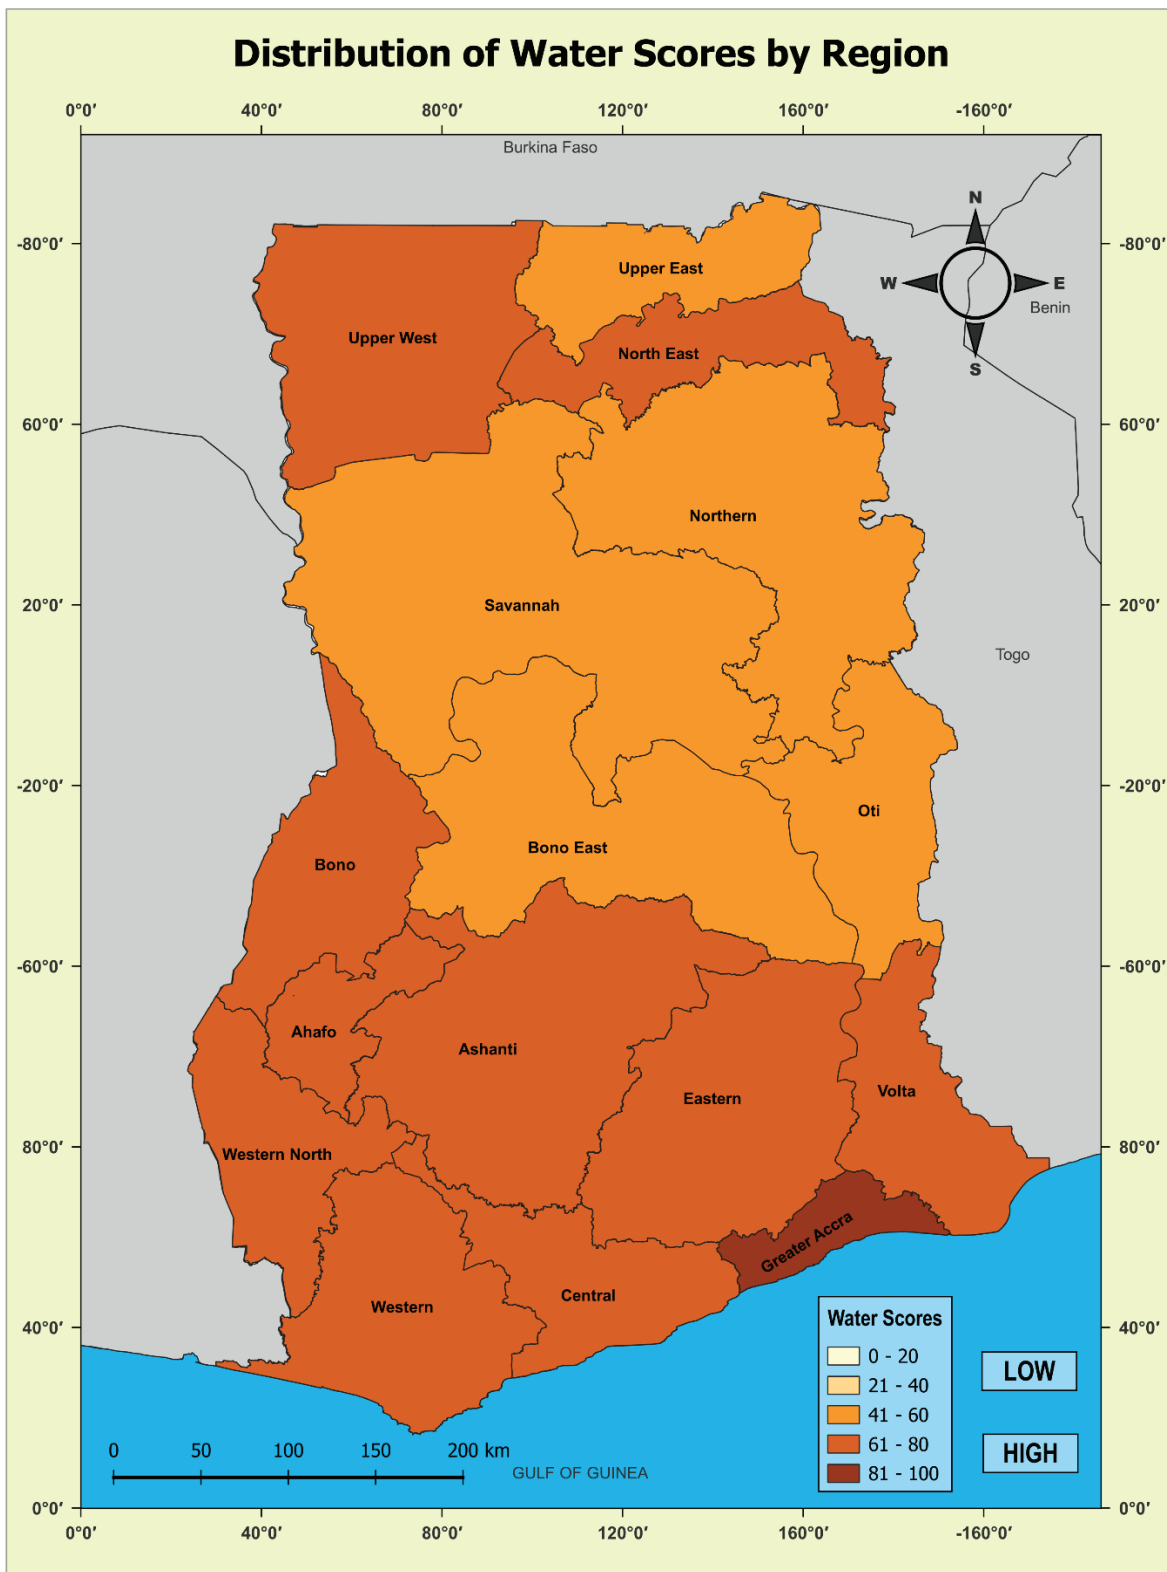 Distribution of Water Scores by Region
0°0′ 40°0′ 80°0′ 120°0′ 160°0′ -160°0′
Burkina Faso
N
-80°0′ -80°0′
Upper East
W E
Benin
Upper West
North East
S
60°0′ 60°0′
Northern
Savannah
20°0′ 20°0′
Togo
-20°0′ -20°0′
Oti
Bono East
Bono
-60°0′ -60°0′
Ahafo
Ashanti
Eastern
Volta
80°0′ 80°0′
Western North
Greater Accra
Central
Western
40°0′ 40°0′
Water Scores
0 - 20
21 - 40
41 - 60
61 - 80
81 - 100
LOW
HIGH
0 50 100 150 200 km
GULF OF GUINEA
0°0′ 0°0′
0°0′ 40°0′ 80°0′ 120°0′ 160°0′ -160°0′